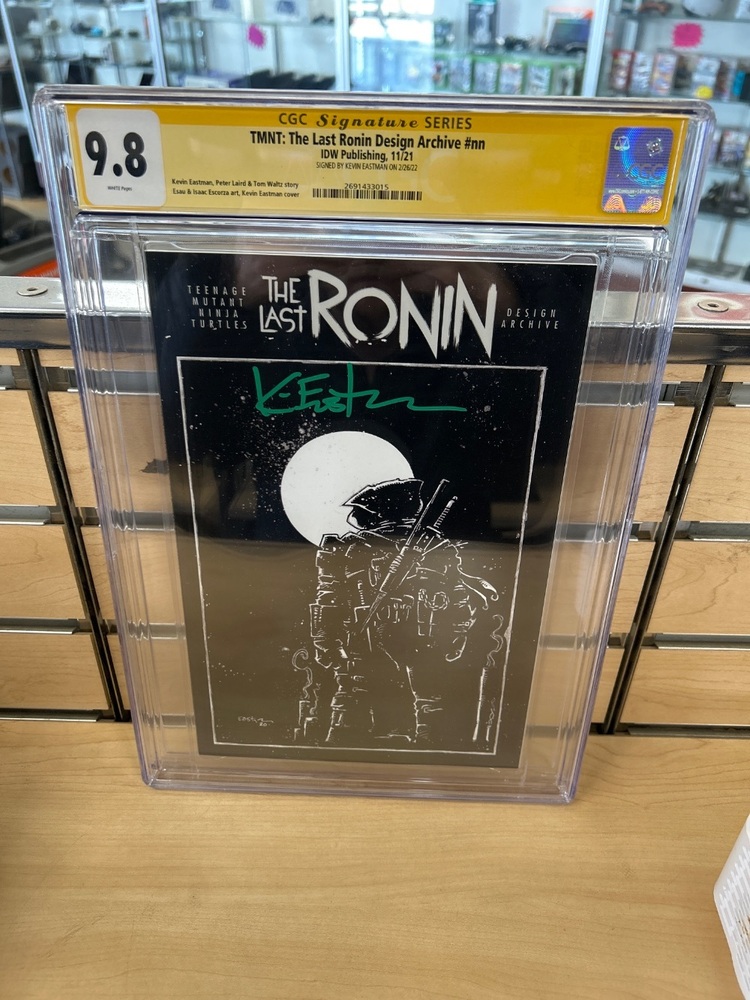 CGC Signature SERIES
TMNT: The Last Ronin Design Archive #nn
IDW Publishing, 11/21
SIGNED BY KEVIN EASTMAN ON 2/26/22
9.8
WHITE Pages
Kevin Eastman, Peter Laird & Tom Waltz story
Esau & Isaac Escorza art, Kevin Eastman cover
2691433015
CGC
TEENAGE
MUTANT
NINJA
TURTLES
THE
LAST
RONIN
DESIGN
ARCHIVE
K. Eastman